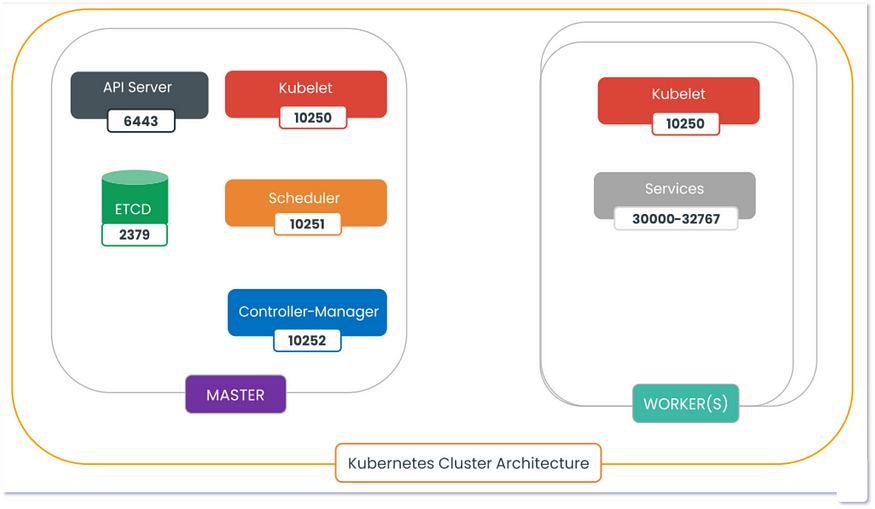 API Server
6443
Kubelet
10250
ETCD
2379
Scheduler
10251
Controller-Manager
10252
MASTER
Kubelet
10250
Services
30000-32767
WORKER(S)
Kubernetes Cluster Architecture